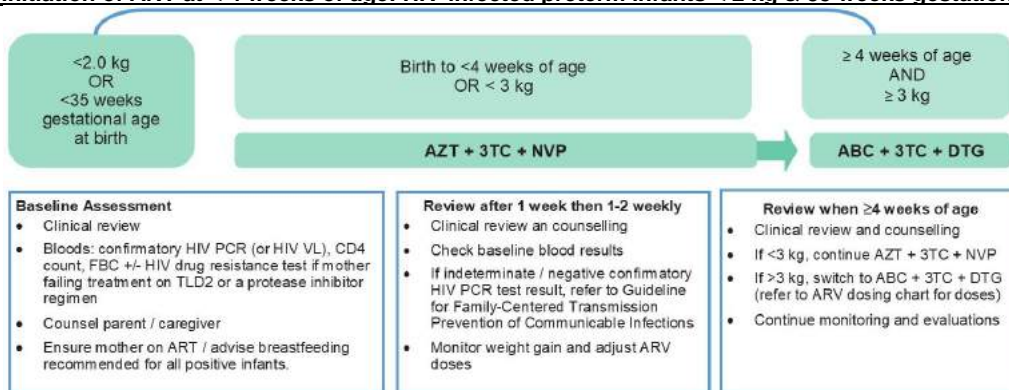 <2.0 kg
OR
<35 weeks
gestational age
at birth
Birth to <4 weeks of age
OR < 3 kg
≥ 4 weeks of age
AND
≥ 3 kg
AZT + 3TC + NVP
ABC + 3TC + DTG
Baseline Assessment
• Clinical review
• Bloods: confirmatory HIV PCR (or HIV VL), CD4
count, FBC +/- HIV drug resistance test if mother
failing treatment on TLD2 or a protease inhibitor
regimen
• Counsel parent / caregiver
• Ensure mother on ART / advise breastfeeding
recommended for all positive infants.
Review after 1 week then 1-2 weekly
• Clinical review an counselling
• Check baseline blood results
• If indeterminate / negative confirmatory
HIV PCR test result, refer to Guideline
for Family-Centered Transmission
Prevention of Communicable Infections
• Monitor weight gain and adjust ARV
doses
Review when ≥4 weeks of age
• Clinical review and counselling
• If <3 kg, continue AZT + 3TC + NVP
• If >3 kg, switch to ABC + 3TC + DTG
(refer to ARV dosing chart for doses)
• Continue monitoring and evaluations